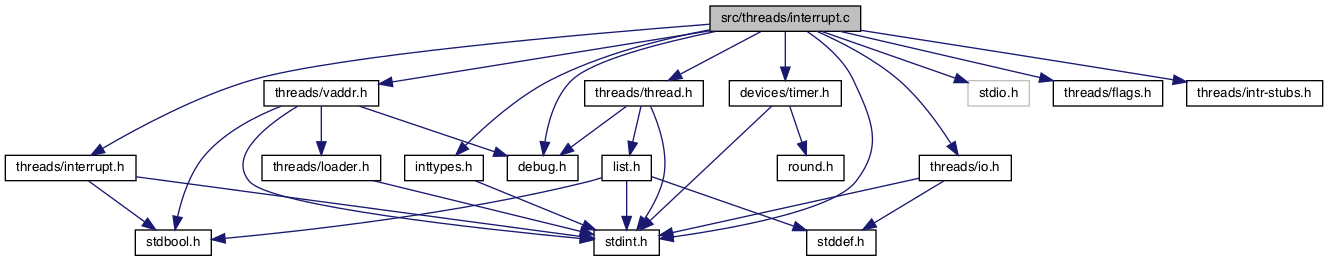 src/threads/interrupt.c
threads/vaddr.h
threads/thread.h
devices/timer.h
stdio.h
threads/flags.h
threads/intr-stubs.h
threads/interrupt.h
threads/loader.h
inttypes.h
debug.h
list.h
round.h
threads/io.h
stdbool.h
stdint.h
stddef.h